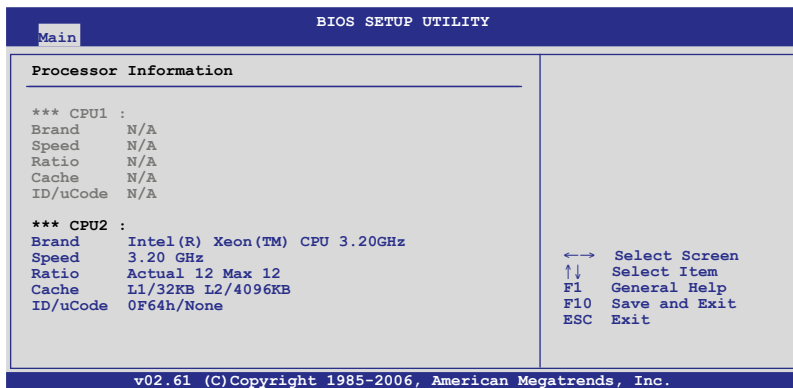 BIOS SETUP UTILITY
Main
Processor Information
*** CPU1 :
Brand N/A
Speed N/A
Ratio N/A
Cache N/A
ID/uCode N/A
*** CPU2 :
Brand Intel(R) Xeon(TM) CPU 3.20GHz
Speed 3.20 GHz
Ratio Actual 12 Max 12
Cache L1/32KB L2/4096KB
ID/uCode 0F64h/None
←→ Select Screen
↑↓ Select Item
F1 General Help
F10 Save and Exit
ESC Exit
v02.61 (C)Copyright 1985-2006, American Megatrends, Inc.